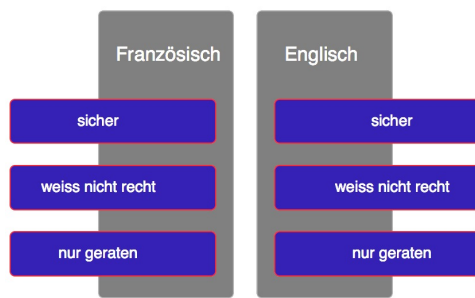 Französisch
Englisch
sicher
sicher
weiss nicht recht
weiss nicht recht
nur geraten
nur geraten